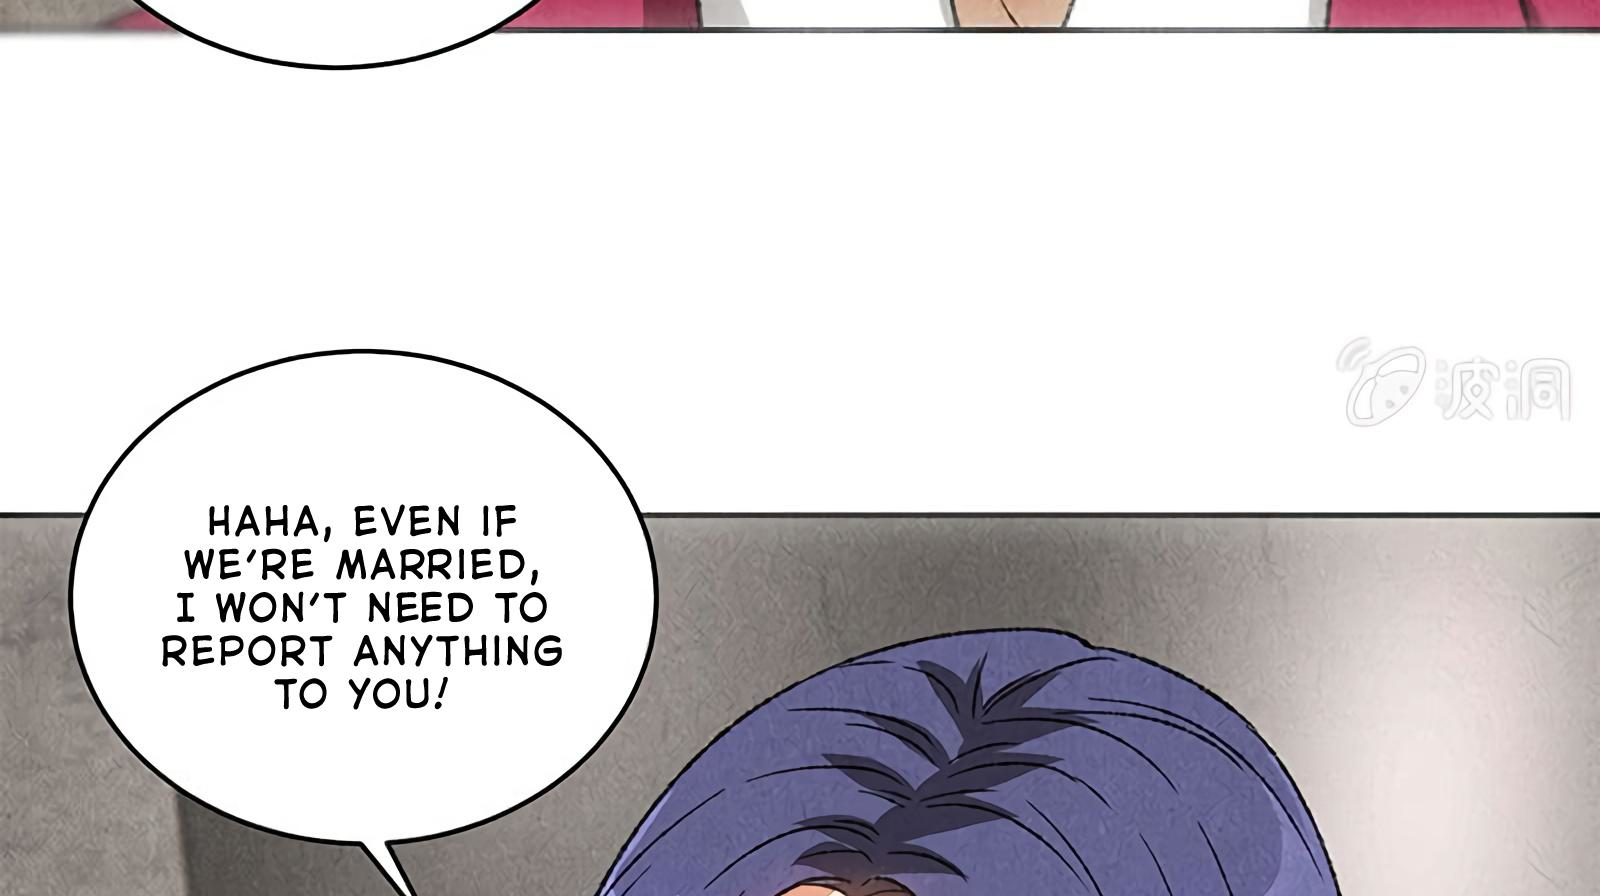 波洞
HAHA, EVEN IF
WE'RE MARRIED,
I WON'T NEED TO
REPORT ANYTHING
TO YOU!